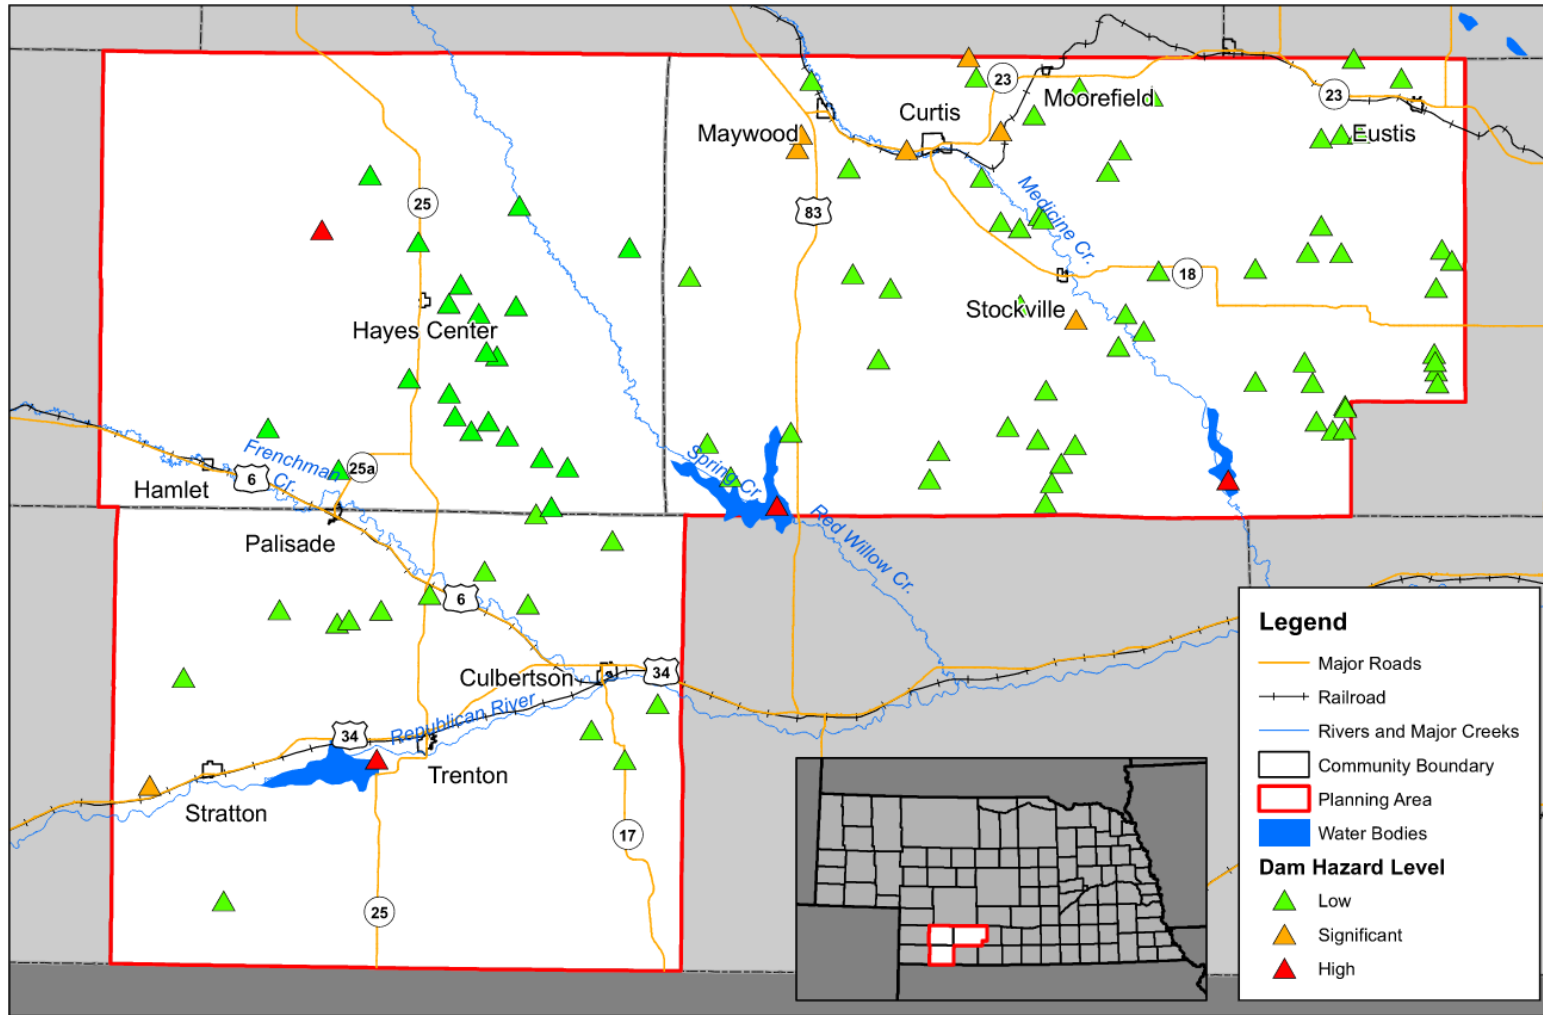 23
Moorefield
23
Curtis
Maywood
Eustis
25
83
Medicine Cr.
18
Hayes Center
Stockville
Frenchman
Cr.
25a
6
Hamlet
Spring Cr.
Red Willow Cr.
Palisade
6
Culbertson
34
Republican River
34
Trenton
Stratton
17
25
Legend
Major Roads
Railroad
Rivers and Major Creeks
Community Boundary
Planning Area
Water Bodies
Dam Hazard Level
Low
Significant
High